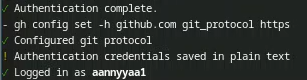 ✓ Authentication complete.
- gh config set -h github.com git_protocol https
✓ Configured git protocol
! Authentication credentials saved in plain text
✓ Logged in as aannyyaa1